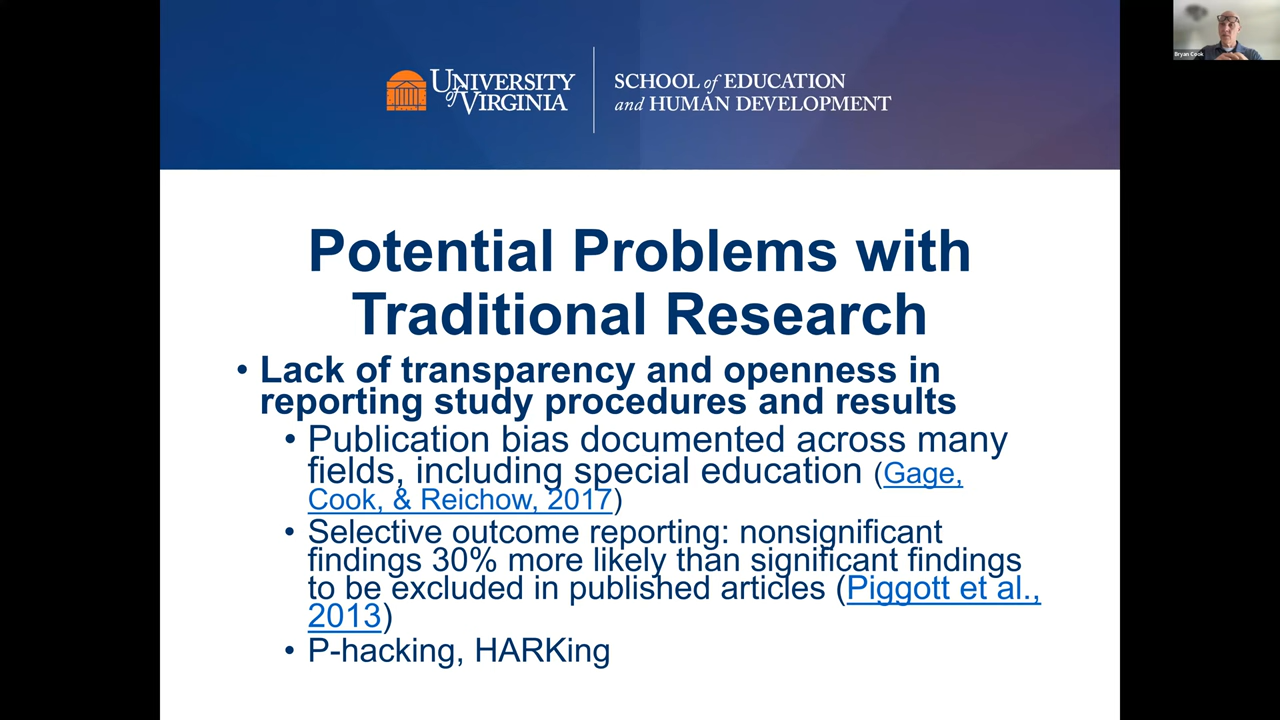 UNIVERSITY of VIRGINIA
SCHOOL of EDUCATION
and HUMAN DEVELOPMENT
Bryan Cook
Potential Problems with
Traditional Research
• Lack of transparency and openness in
reporting study procedures and results
• Publication bias documented across many
fields, including special education (Gage,
Cook, & Reichow, 2017)
• Selective outcome reporting: nonsignificant
findings 30% more likely than significant findings
to be excluded in published articles (Piggott et al.,
2013)
• P-hacking, HARKing